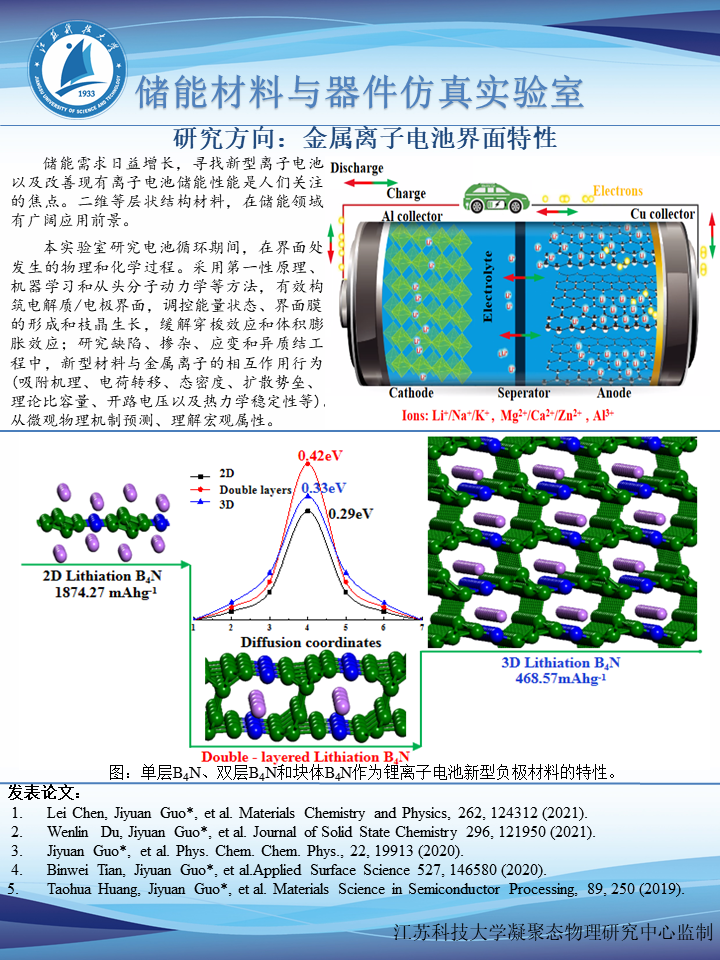 江苏科技大学
JIANGSU UNIVERSITY OF SCIENCE AND TECHNOLOGY
1933
储能材料与器件仿真实验室
研究方向：金属离子电池界面特性
储能需求日益增长，寻找新型离子电池
以及改善现有离子电池储能性能是人们关注
的焦点。二维等层状结构材料，在储能领域
有广阔应用前景。
本实验室研究电池循环期间，在界面处
发生的物理和化学过程。采用第一性原理、
机器学习和从头分子动力学等方法，有效构
筑电解质/电极界面，调控能量状态、界面膜
的形成和枝晶生长，缓解穿梭效应和体积膨
胀效应；研究缺陷、掺杂、应变和异质结工
程中，新型材料与金属离子的相互作用行为
(吸附机理、电荷转移、态密度、扩散势垒、
理论比容量、开路电压以及热力学稳定性等),
从微观物理机制预测、理解宏观属性。
Discharge
Charge
Electrons
Al collector
Cu collector
Electrolyte
Cathode
Seperator
Anode
Ions: Li⁺/Na⁺/K⁺ , Mg²⁺/Ca²⁺/Zn²⁺ , Al³⁺
2D Lithiation B₄N
1874.27 mAhg⁻¹
2D
Double layers
3D
0.42eV
0.33eV
0.29eV
1 2 3 4 5 6 7
Diffusion coordinates
Double - layered Lithiation B₄N
3D Lithiation B₄N
468.57mAhg⁻¹
图：单层B₄N、双层B₄N和块体B₄N作为锂离子电池新型负极材料的特性。
发表论文：
1. Lei Chen, Jiyuan Guo*, et al. Materials Chemistry and Physics, 262, 124312 (2021).
2. Wenlin Du, Jiyuan Guo*, et al. Journal of Solid State Chemistry 296, 121950 (2021).
3. Jiyuan Guo*, et al. Phys. Chem. Chem. Phys., 22, 19913 (2020).
4. Binwei Tian, Jiyuan Guo*, et al.Applied Surface Science 527, 146580 (2020).
5. Taohua Huang, Jiyuan Guo*, et al. Materials Science in Semiconductor Processing, 89, 250 (2019).
江苏科技大学凝聚态物理研究中心监制